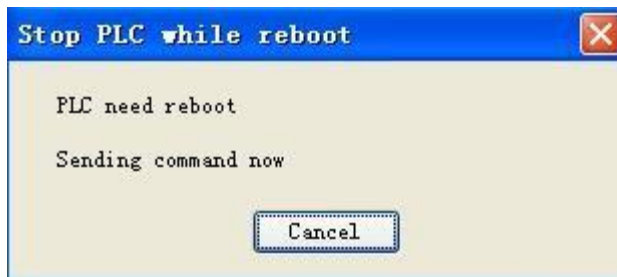 Stop PLC while reboot
PLC need reboot
Sending command now
Cancel